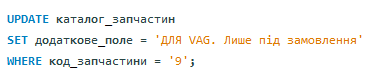 UPDATE каталог_запчастин
SET додаткове_поле = 'ДЛЯ VAG. Лише під замовлення'
WHERE код_запчастини = '9';